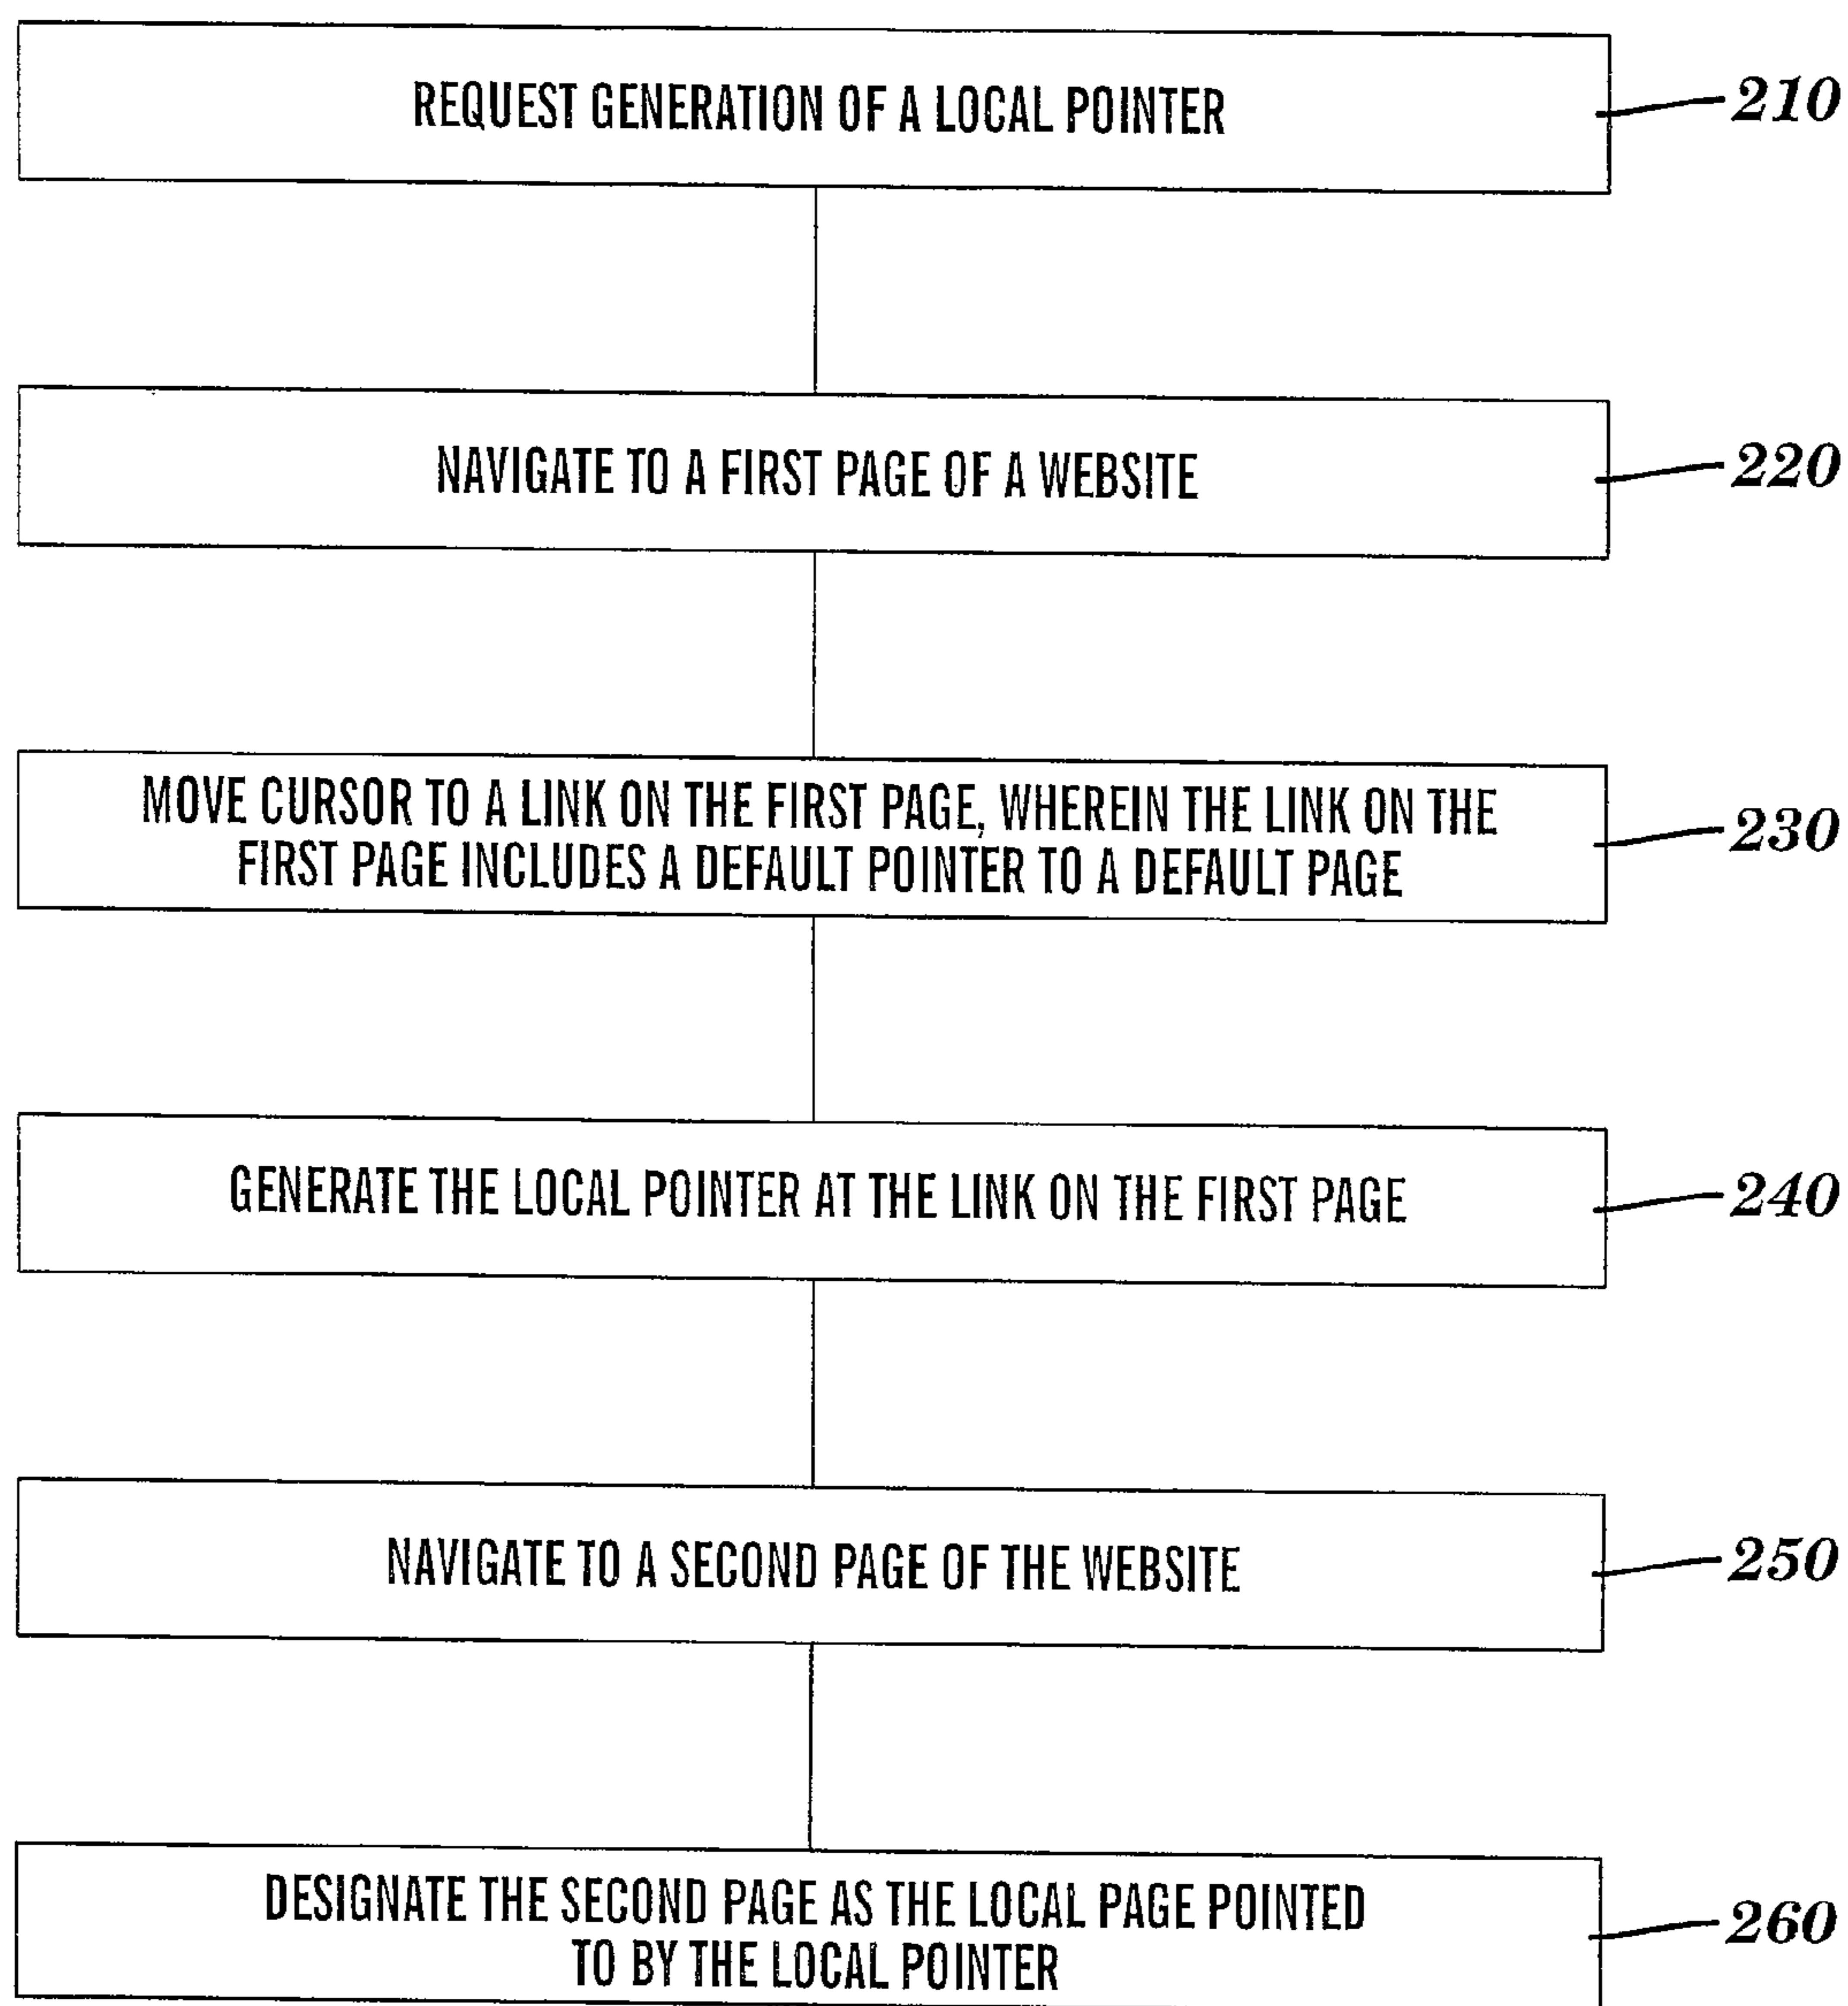 REQUEST GENERATION OF A LOCAL POINTER
210
NAVIGATE TO A FIRST PAGE OF A WEBSITE
220
MOVE CURSOR TO A LINK ON THE FIRST PAGE, WHEREIN THE LINK ON THE
FIRST PAGE INCLUDES A DEFAULT POINTER TO A DEFAULT PAGE
230
GENERATE THE LOCAL POINTER AT THE LINK ON THE FIRST PAGE
240
NAVIGATE TO A SECOND PAGE OF THE WEBSITE
250
DESIGNATE THE SECOND PAGE AS THE LOCAL PAGE POINTED
TO BY THE LOCAL POINTER
260